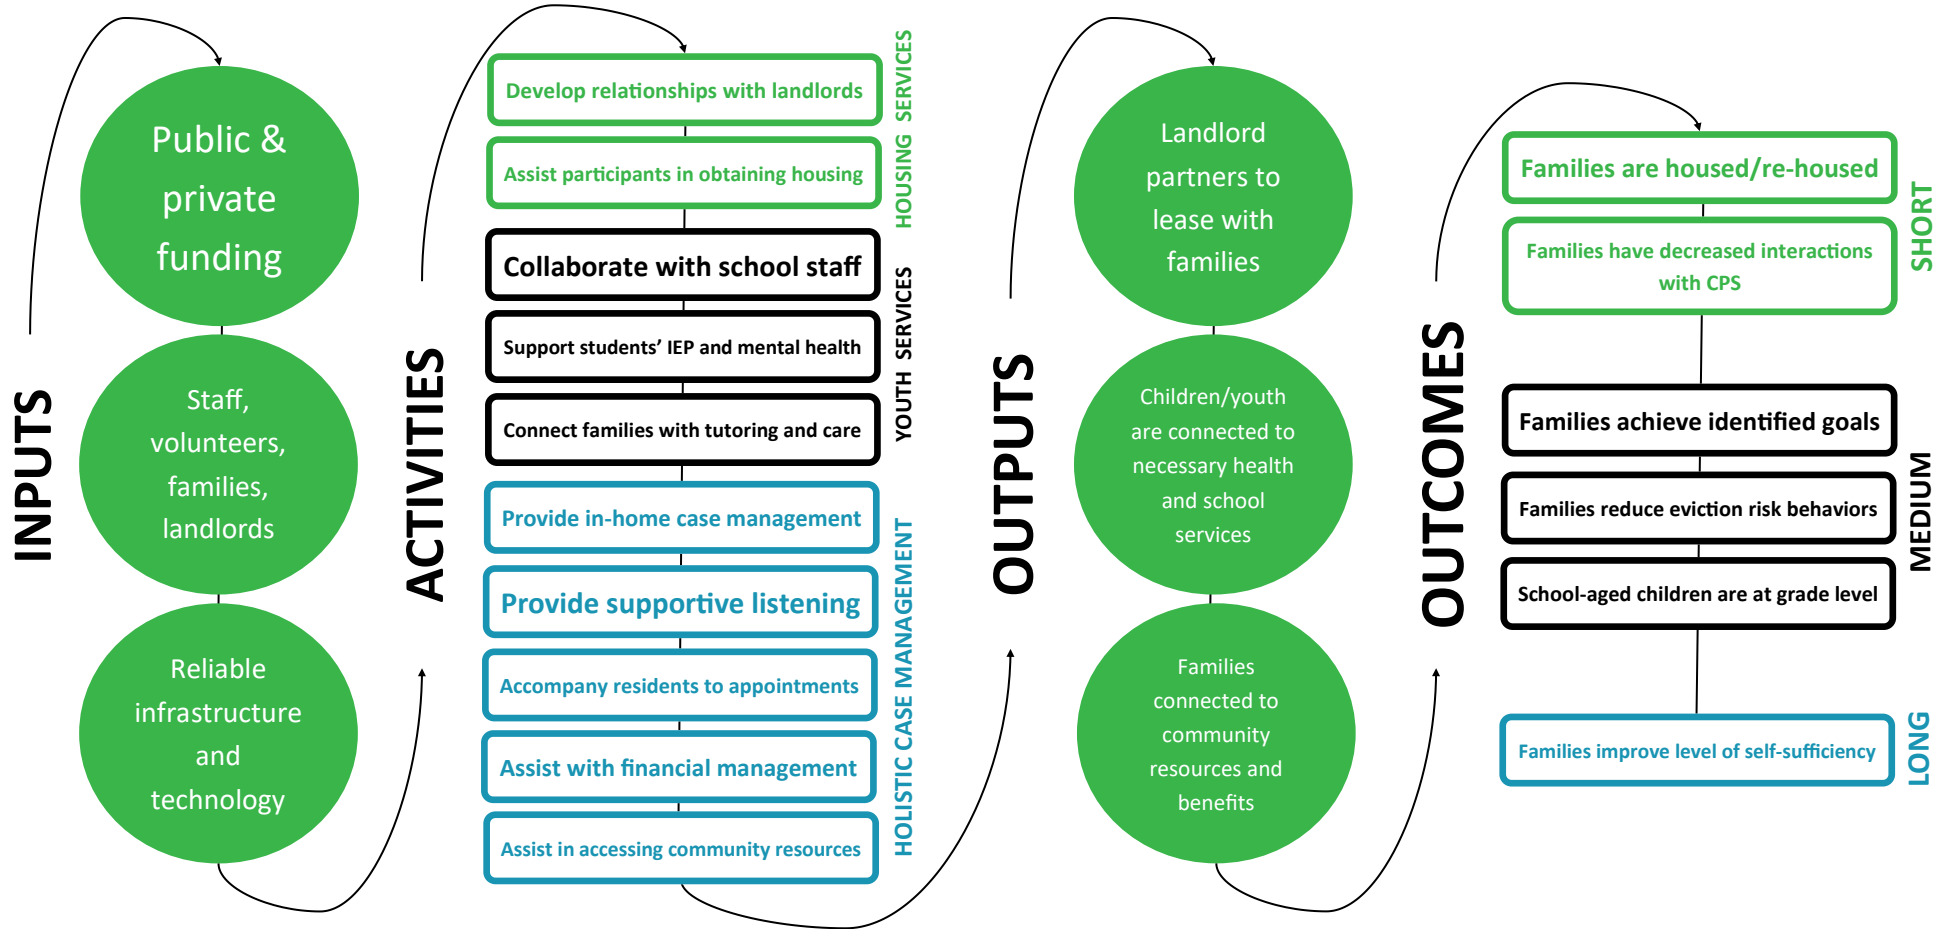 INPUTS
Public &
private
funding
Staff,
volunteers,
families,
landlords
Reliable
infrastructure
and
technology
ACTIVITIES
HOUSING SERVICES
Develop relationships with landlords
Assist participants in obtaining housing
YOUTH SERVICES
Collaborate with school staff
Support students’ IEP and mental health
Connect families with tutoring and care
HOLISTIC CASE MANAGEMENT
Provide in-home case management
Provide supportive listening
Accompany residents to appointments
Assist with financial management
Assist in accessing community resources
OUTPUTS
Landlord
partners to
lease with
families
Children/youth
are connected to
necessary health
and school
services
Families
connected to
community
resources and
benefits
OUTCOMES
SHORT
Families are housed/re-housed
Families have decreased interactions
with CPS
MEDIUM
Families achieve identified goals
Families reduce eviction risk behaviors
School-aged children are at grade level
LONG
Families improve level of self-sufficiency